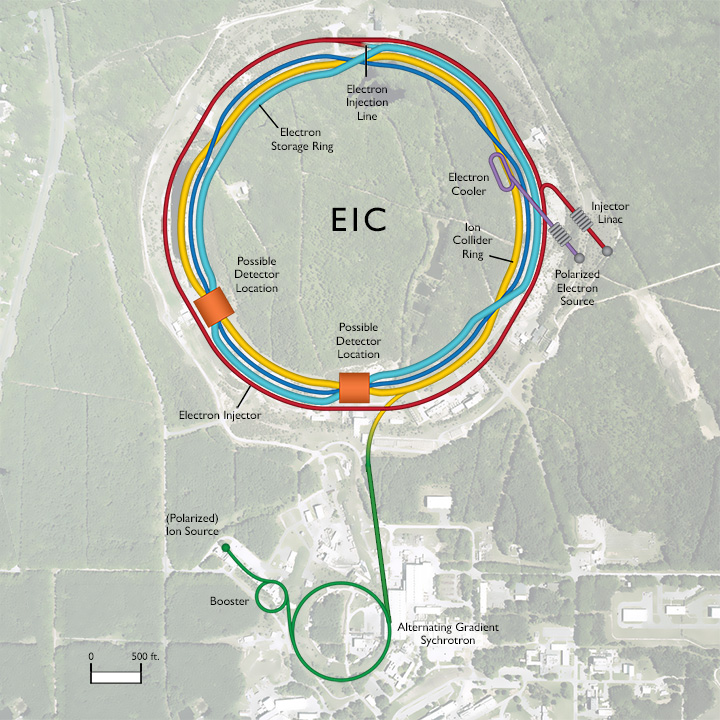 Electron
Injection
Line
Electron
Storage Ring
Electron
Cooler
Injector
Linac
EIC
Ion
Collider
Ring
Possible
Detector
Location
Polarized
Electron
Source
Possible
Detector
Location
Electron Injector
(Polarized)
Ion Source
Booster
Alternating Gradient
Sychrotron
0 500 ft.